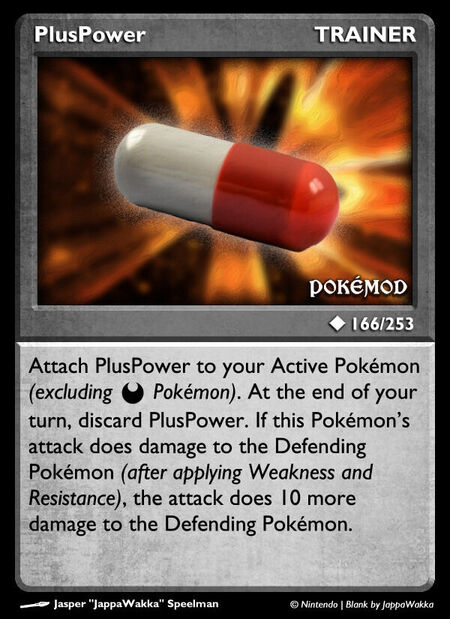 PlusPower TRAINER
POKÉMOD
◆ 166/253
Attach PlusPower to your Active Pokémon
(excluding Pokémon). At the end of your
turn, discard PlusPower. If this Pokémon's
attack does damage to the Defending
Pokémon (after applying Weakness and
Resistance), the attack does 10 more
damage to the Defending Pokémon.
Jasper "JappaWakka" Speelman © Nintendo | Blank by JappaWakka